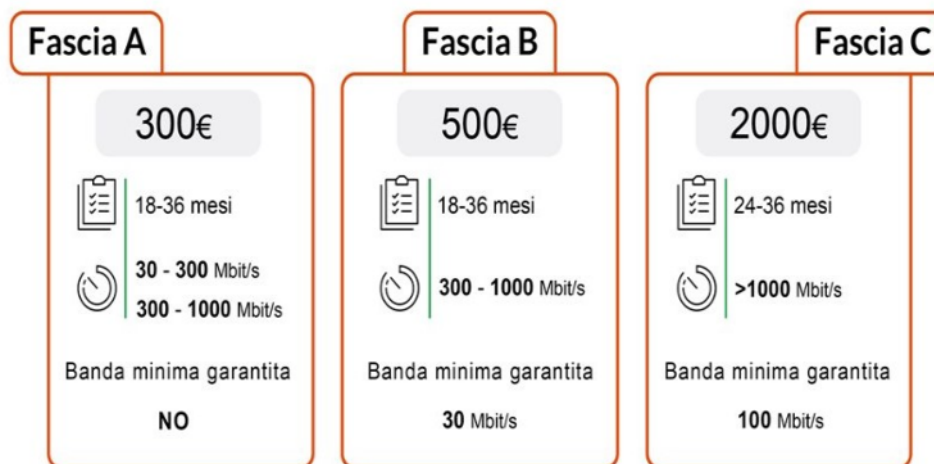 Fascia A
300€
18-36 mesi
30 - 300 Mbit/s
300 - 1000 Mbit/s
Banda minima garantita
NO
Fascia B
500€
18-36 mesi
300 - 1000 Mbit/s
Banda minima garantita
30 Mbit/s
Fascia C
2000€
24-36 mesi
>1000 Mbit/s
Banda minima garantita
100 Mbit/s